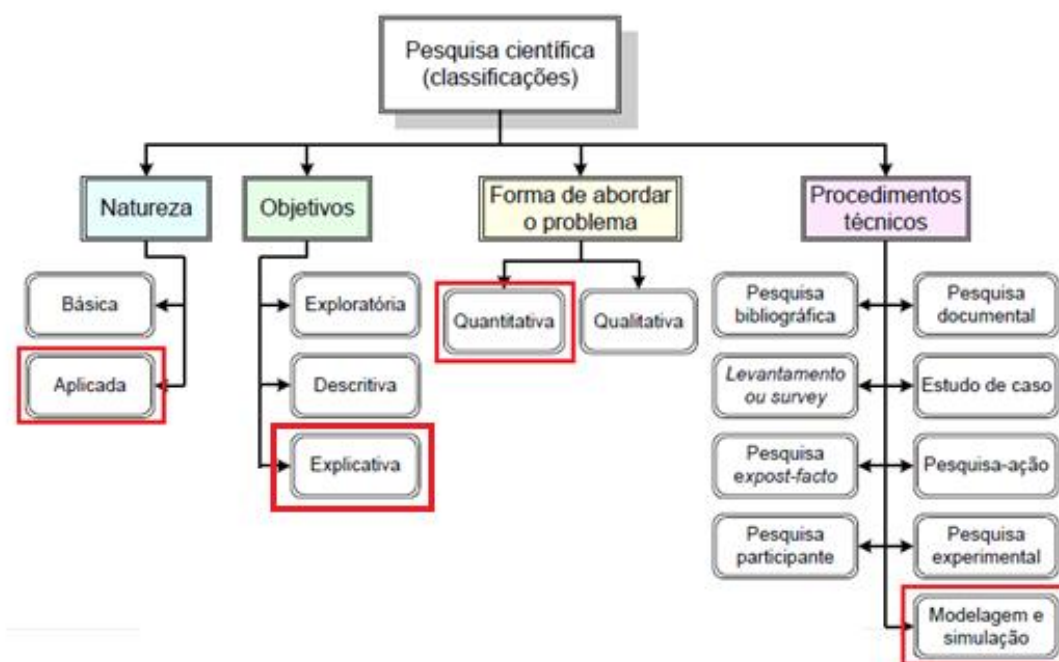 Pesquisa científica
(classificações)
Natureza
Objetivos
Forma de abordar
o problema
Procedimentos
técnicos
Básica
Aplicada
Exploratória
Descritiva
Explicativa
Quantitativa
Qualitativa
Pesquisa
bibliográfica
Pesquisa
documental
Levantamento
ou survey
Estudo de caso
Pesquisa
expost-facto
Pesquisa-ação
Pesquisa
participante
Pesquisa
experimental
Modelagem e
simulação